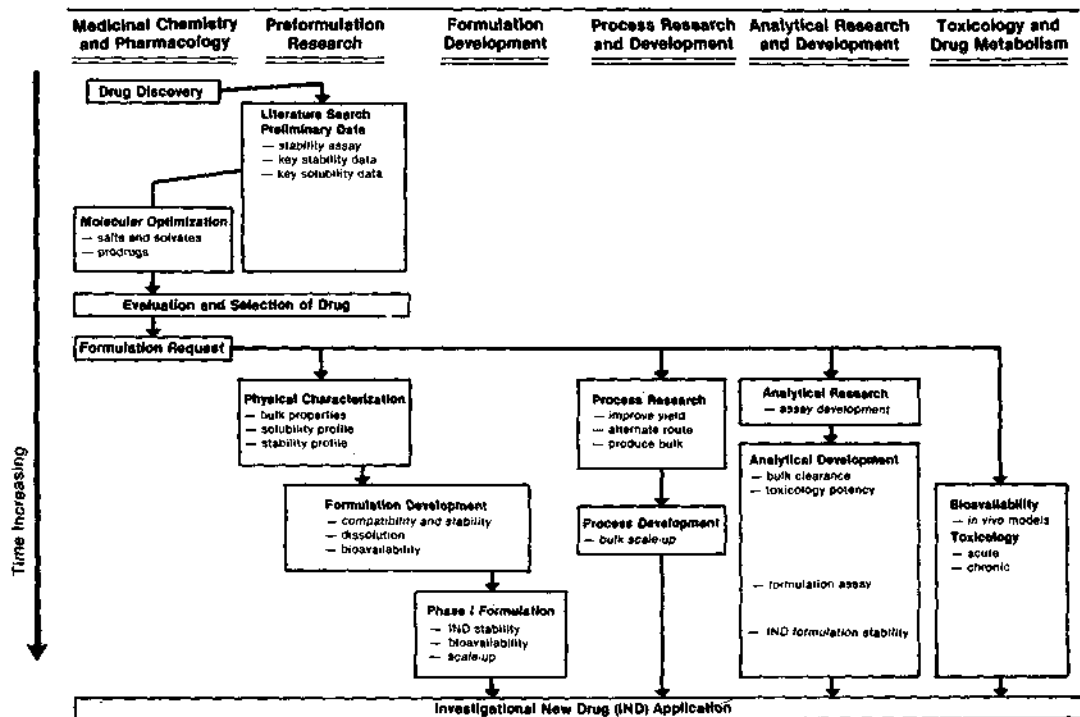 Medicinal Chemistry
and Pharmacology
Preformulation
Research
Formulation
Development
Process Research
and Development
Analytical Research
and Development
Toxicology and
Drug Metabolism
Drug Discovery
Literature Search
Preliminary Data
— stability assay
— key stability data
— key solubility data
Molecular Optimization
— salts and solvates
— prodrugs
Evaluation and Selection of Drug
Formulation Request
Physical Characterization
— bulk properties
— solubility profile
— stability profile
Process Research
— improve yield
— alternate route
— produce bulk
Analytical Research
— assay development
Analytical Development
— bulk clearance
— toxicology potency
— formulation assay
— IND formulation stability
Formulation Development
— compatibility and stability
— dissolution
— bioavailability
Process Development
— bulk scale-up
Bioavailability
— in vivo models
Toxicology
— acute
— chronic
Phase I Formulation
— IND stability
— bioavailability
— scale-up
Time Increasing
Investigational New Drug (IND) Application